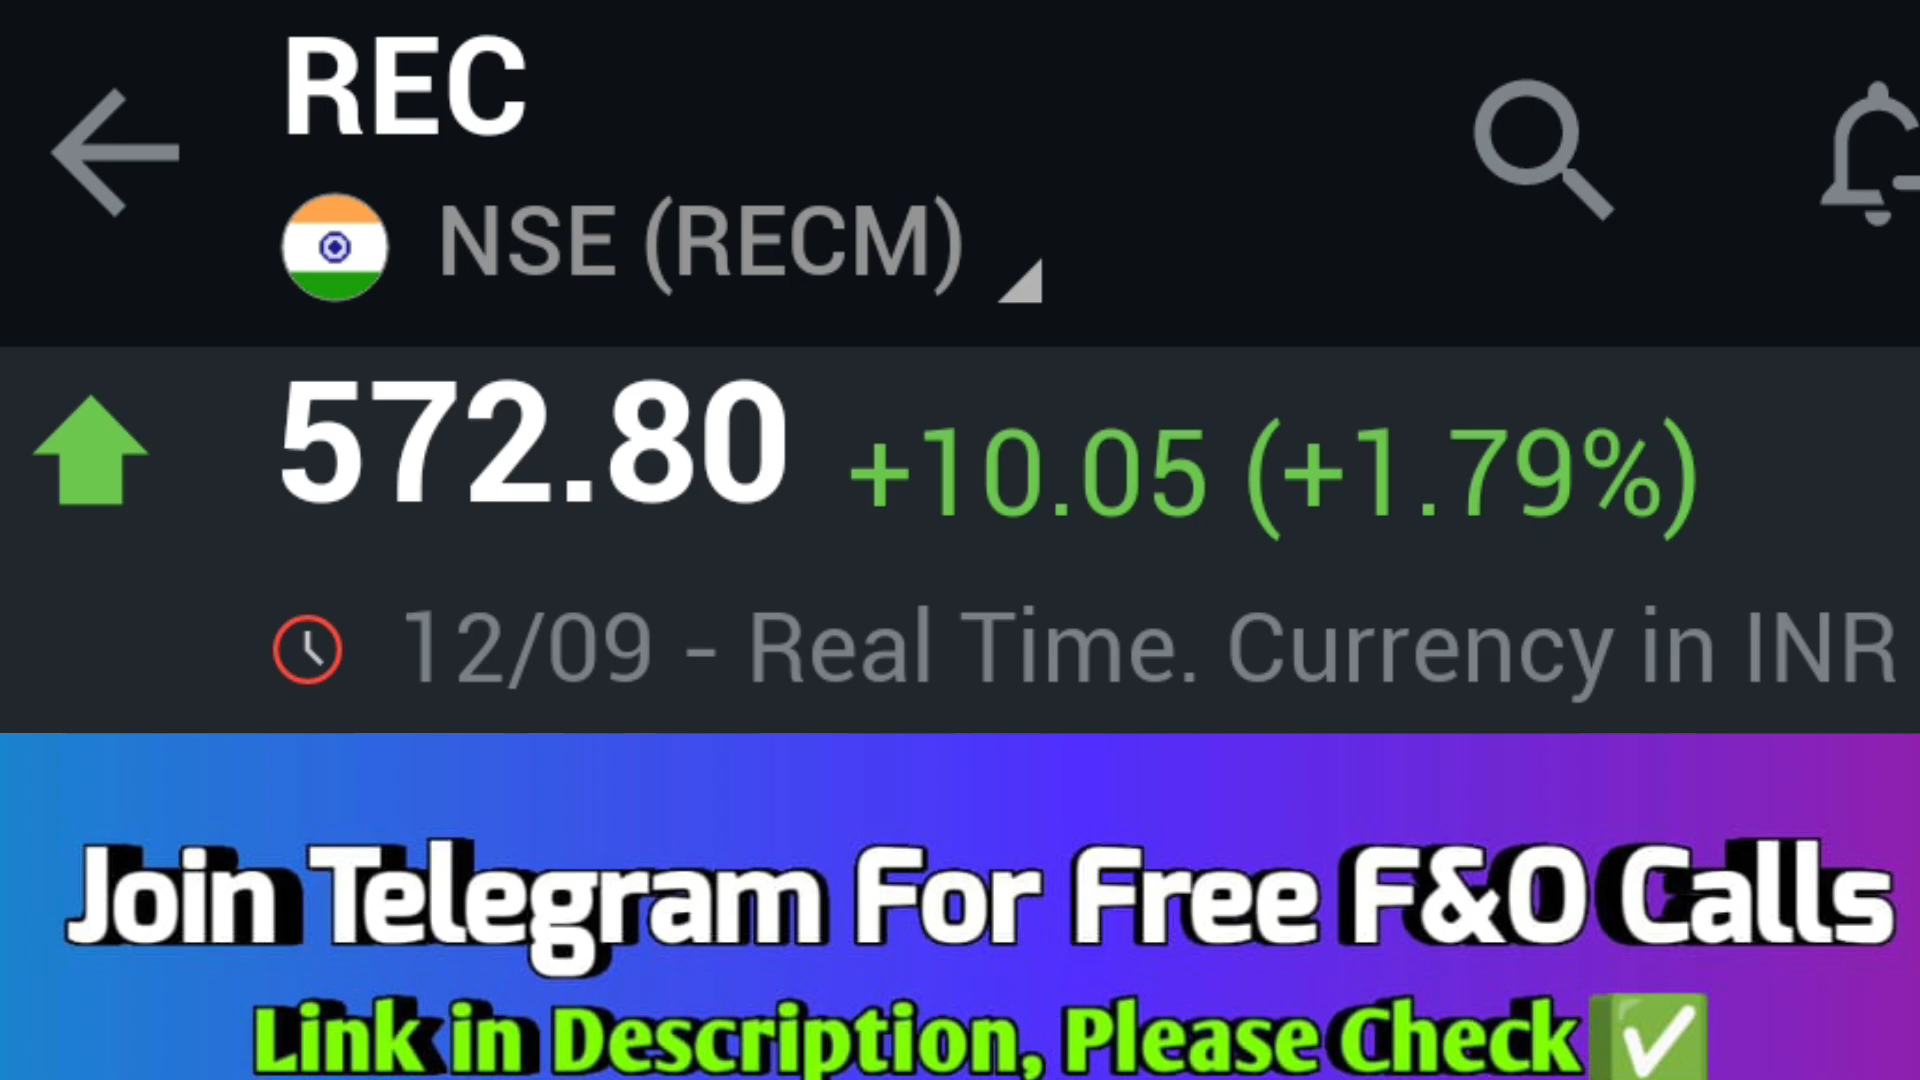 REC
NSE (RECM)
572.80 +10.05 (+1.79%)
12/09 - Real Time. Currency in INR
Join Telegram For Free F&O Calls
Link in Description, Please Check ✅